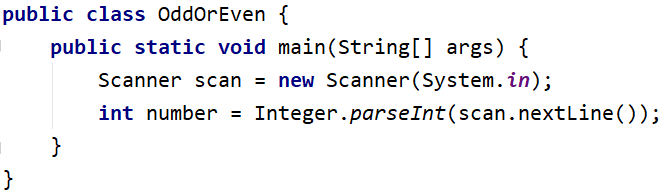 public class OddOrEven {
    public static void main(String[] args) {
        Scanner scan = new Scanner(System.in);
        int number = Integer.parseInt(scan.nextLine());
    }
}